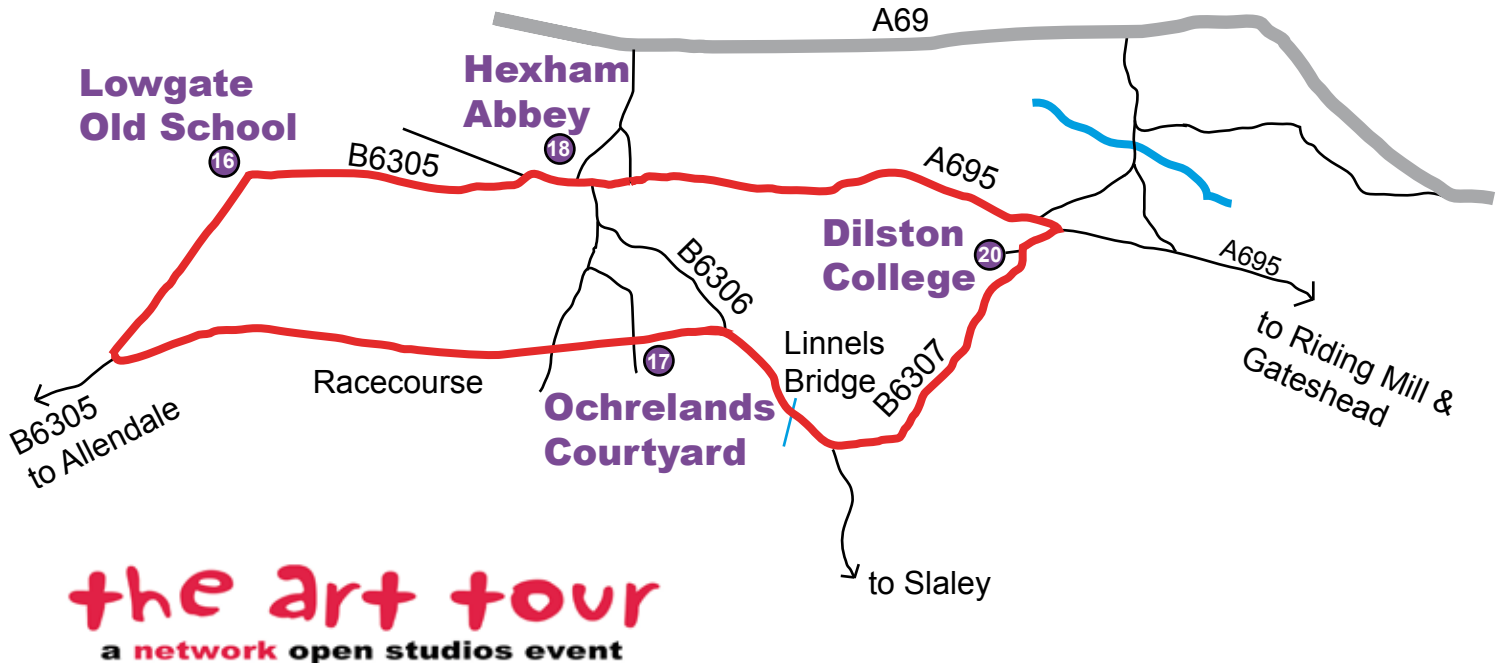 A69
Lowgate
Old School
16
Hexham
Abbey
18
B6305
A695
Dilston
College
20
A695
B6306
to Riding Mill &
Gateshead
Linnels
Bridge
B6307
Racecourse
17
Ochrelands
Courtyard
B6305
to Allendale
to Slaley
the art tour
a network open studios event